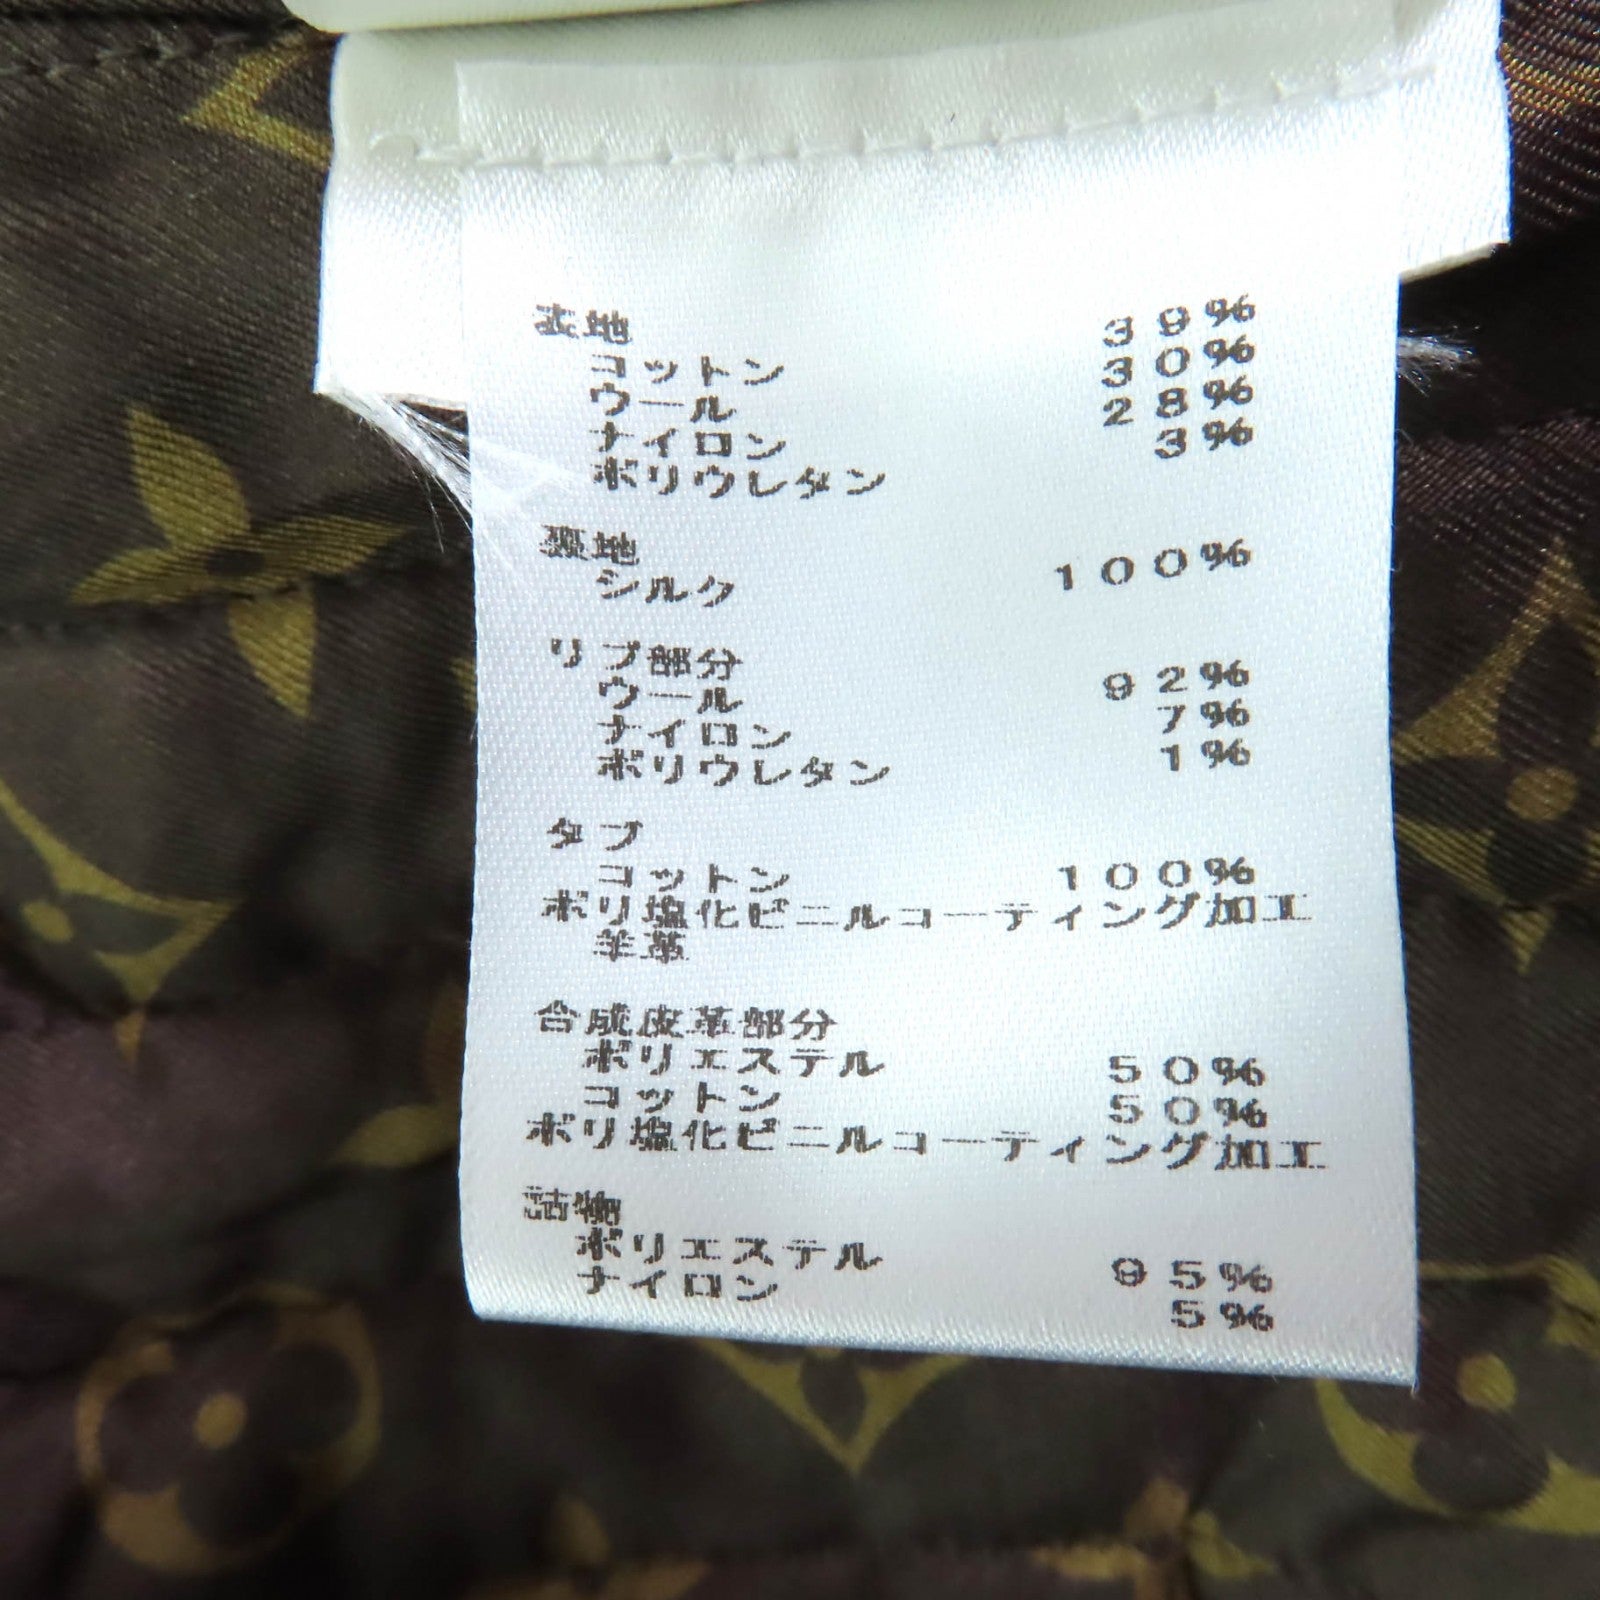 表地
コットン 39%
ウール 30%
ナイロン 28%
ポリウレタン 3%
裏地
シルク 100%
リブ部分
ウール 92%
ナイロン 7%
ポリウレタン 1%
タブ
コットン 100%
ポリ塩化ビニルコーティング加工
羊革
合成皮革部分
ポリエステル 50%
コットン 50%
ポリ塩化ビニルコーティング加工
詰物
ポリエステル 95%
ナイロン 5%